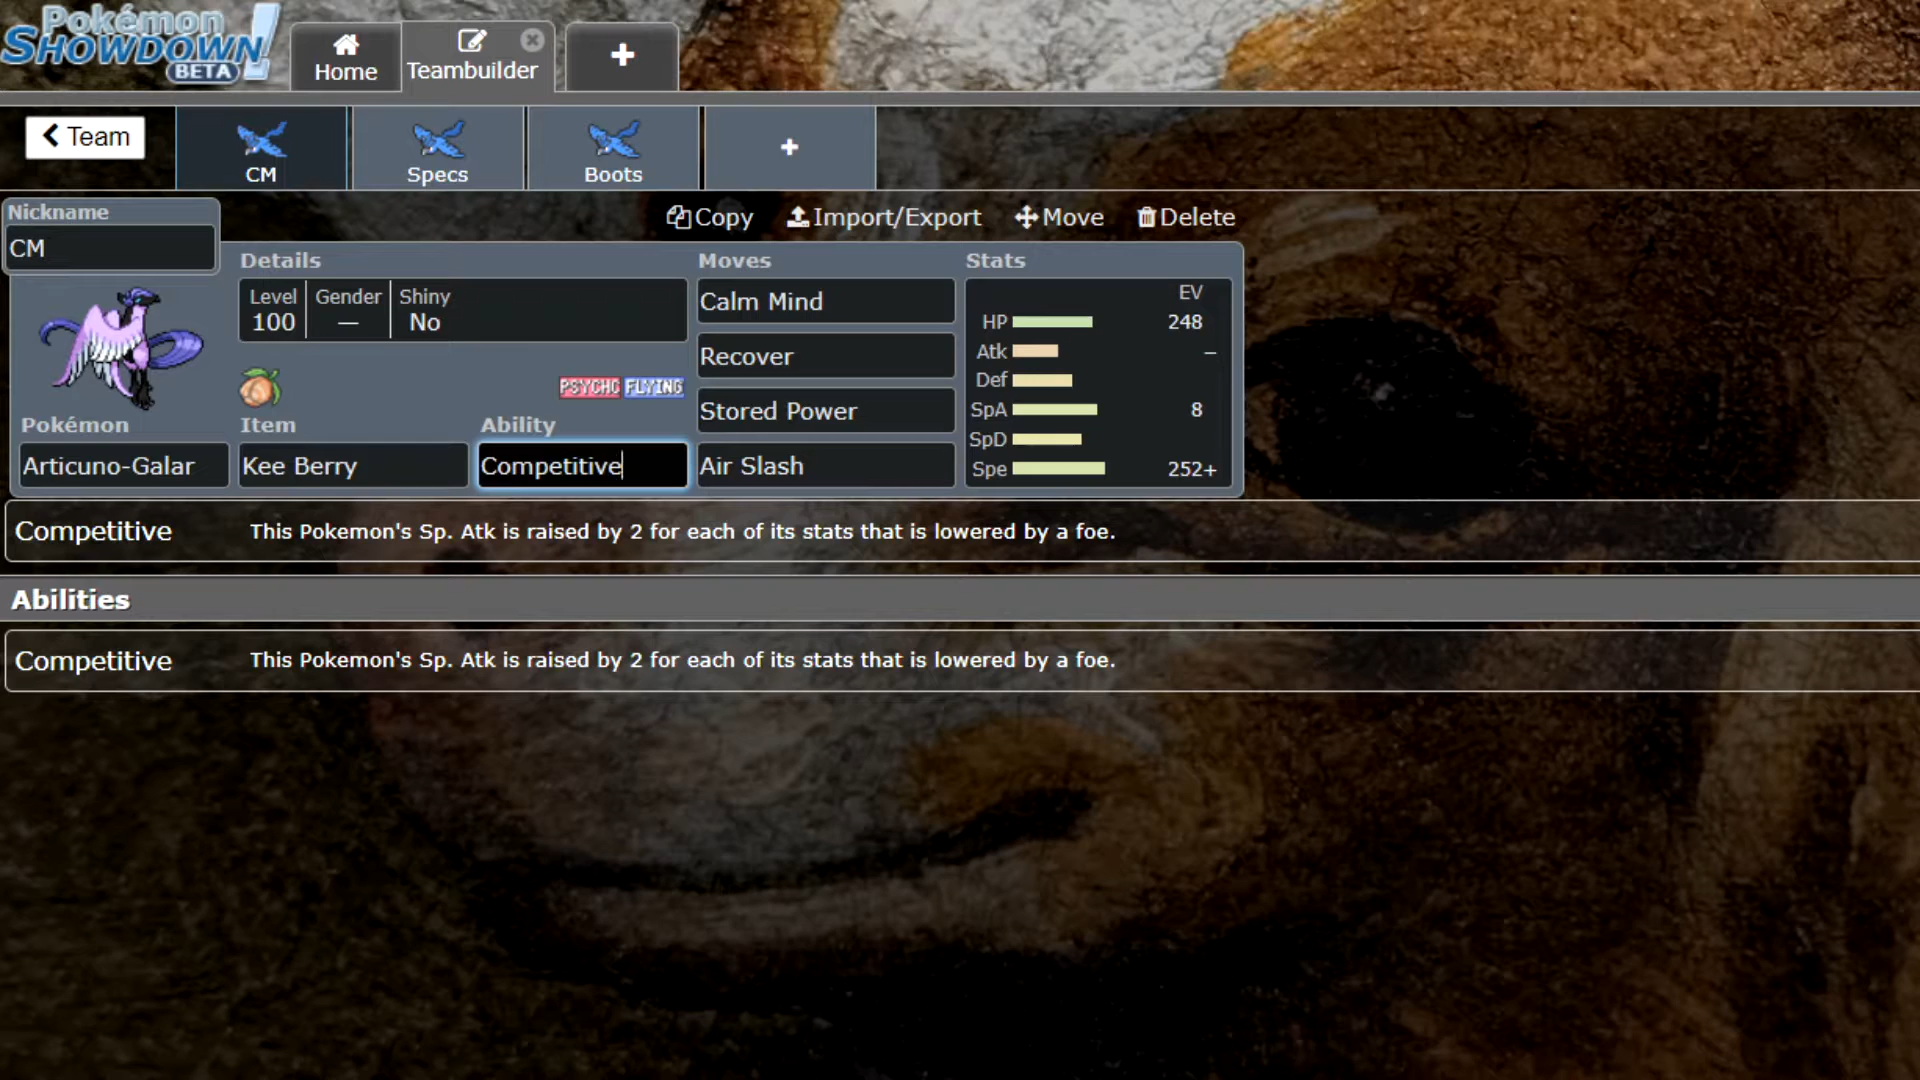 Pokémon
SHOWDOWN!
BETA
Home
Teambuilder
+
Team
CM
Specs
Boots
+
Nickname
CM
Copy
Import/Export
Move
Delete
Details
Moves
Stats
Level
Gender
Shiny
100
—
No
Calm Mind
Recover
Stored Power
Air Slash
EV
HP 248
Atk –
Def
SpA 8
SpD
Spe 252+
PSYCHC FLYING
Pokémon
Item
Ability
Articuno-Galar
Kee Berry
Competitive
Competitive This Pokemon's Sp. Atk is raised by 2 for each of its stats that is lowered by a foe.
Abilities
Competitive This Pokemon's Sp. Atk is raised by 2 for each of its stats that is lowered by a foe.